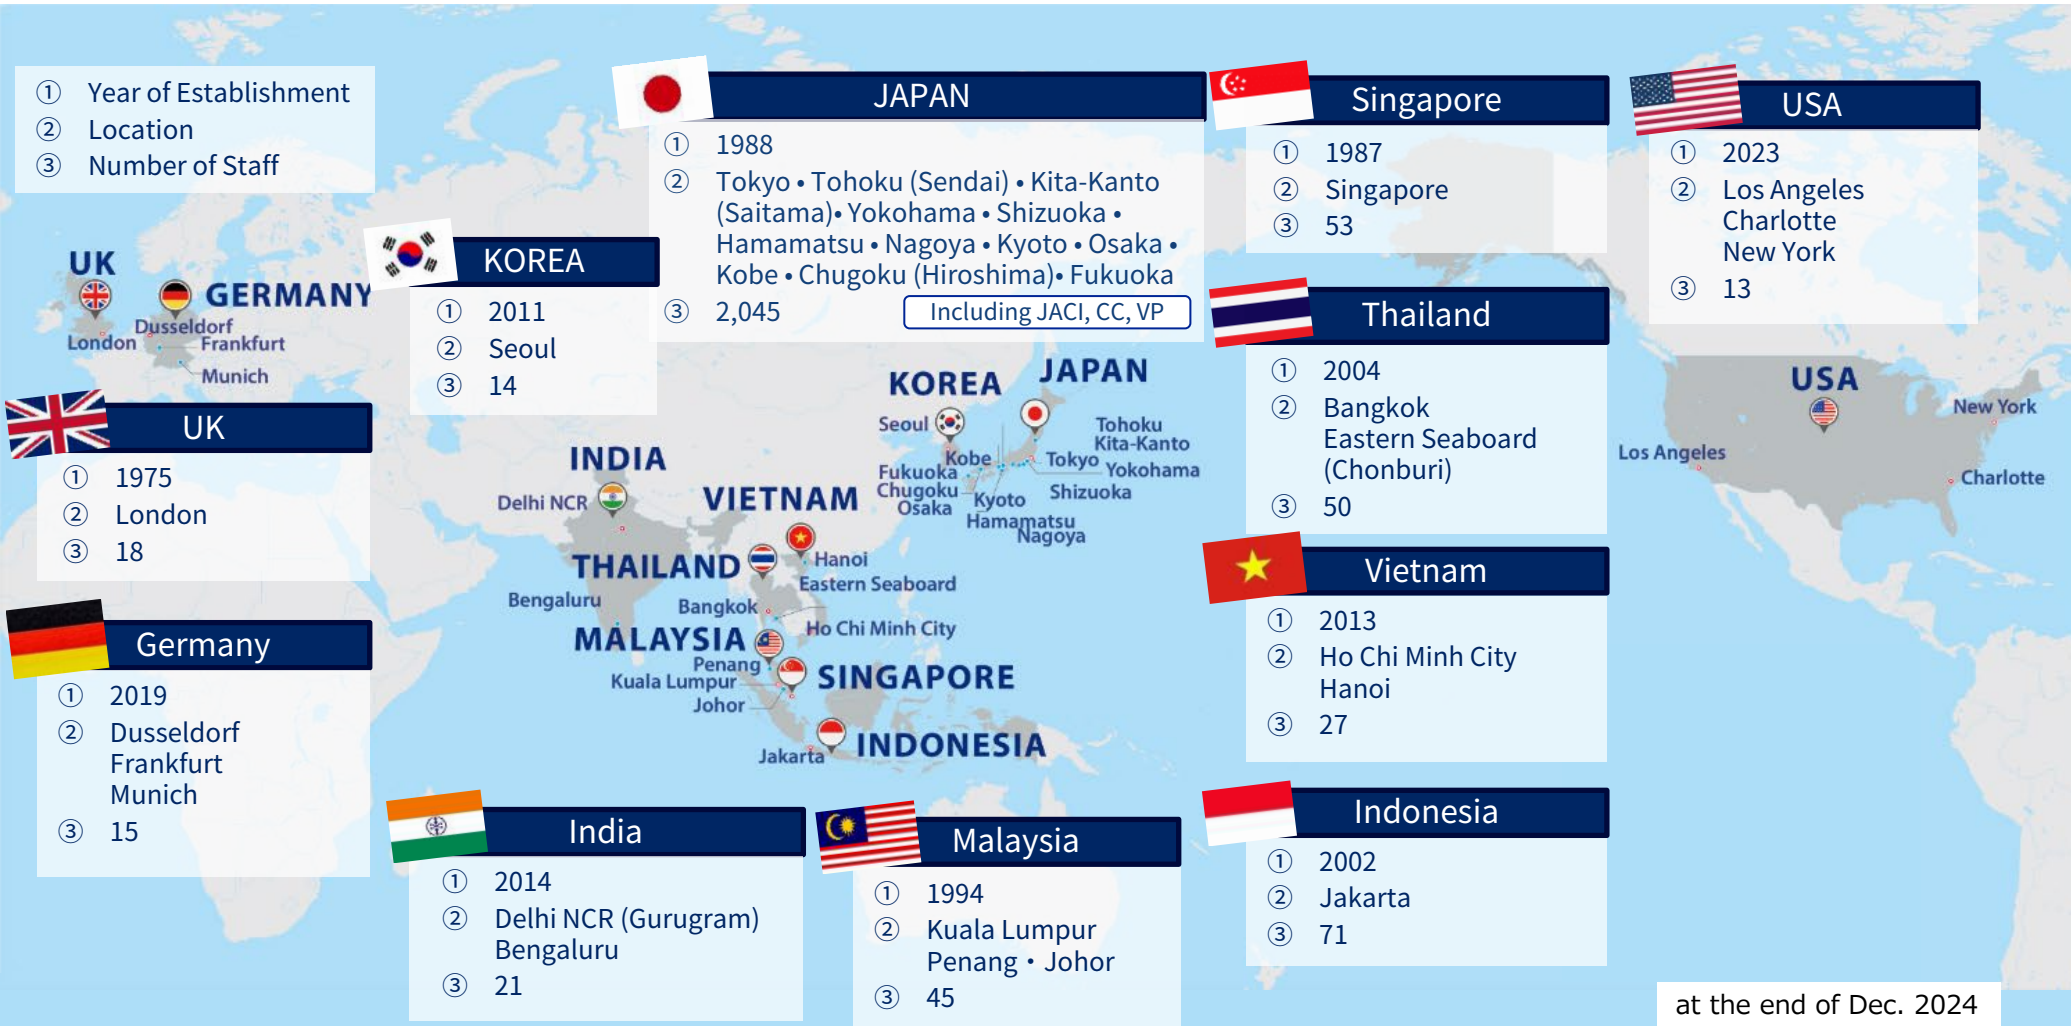 ① Year of Establishment
② Location
③ Number of Staff
JAPAN
① 1988
② Tokyo • Tohoku (Sendai) • Kita-Kanto
(Saitama)• Yokohama • Shizuoka •
Hamamatsu • Nagoya • Kyoto • Osaka •
Kobe • Chugoku (Hiroshima)• Fukuoka
③ 2,045
Including JACI, CC, VP
Singapore
① 1987
② Singapore
③ 53
USA
① 2023
② Los Angeles
Charlotte
New York
③ 13
KOREA
① 2011
② Seoul
③ 14
Thailand
① 2004
② Bangkok
Eastern Seaboard
(Chonburi)
③ 50
UK
GERMANY
Dusseldorf
London
Frankfurt
Munich
UK
① 1975
② London
③ 18
Germany
① 2019
② Dusseldorf
Frankfurt
Munich
③ 15
KOREA
JAPAN
Seoul
Tohoku
Kita-Kanto
Kobe
Tokyo
Yokohama
Fukuoka
Chugoku
Osaka
Kyoto
Shizuoka
Hamamatsu
Nagoya
INDIA
Delhi NCR
Bengaluru
VIETNAM
Hanoi
THAILAND
Eastern Seaboard
Bangkok
Ho Chi Minh City
MALAYSIA
Penang
Kuala Lumpur
Johor
SINGAPORE
Jakarta
INDONESIA
USA
New York
Los Angeles
Charlotte
Vietnam
① 2013
② Ho Chi Minh City
Hanoi
③ 27
India
① 2014
② Delhi NCR (Gurugram)
Bengaluru
③ 21
Malaysia
① 1994
② Kuala Lumpur
Penang・Johor
③ 45
Indonesia
① 2002
② Jakarta
③ 71
at the end of Dec. 2024